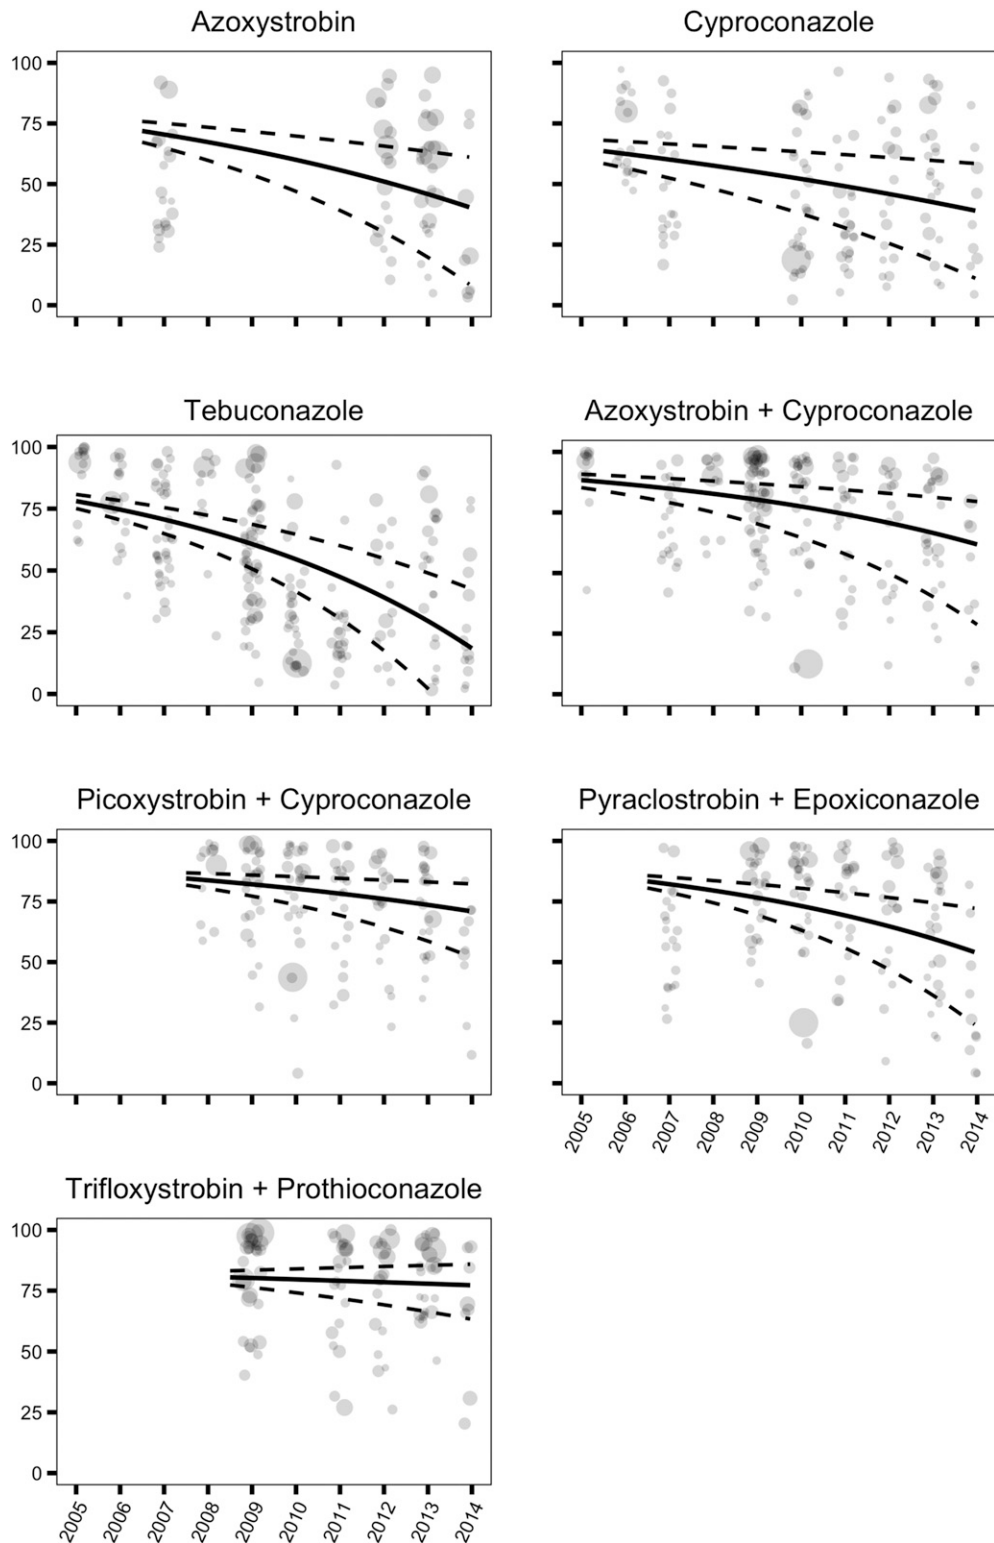 Azoxystrobin
Cyproconazole
100
75
50
25
0
Tebuconazole
Azoxystrobin + Cyproconazole
100
75
50
25
0
Picoxystrobin + Cyproconazole
Pyraclostrobin + Epoxiconazole
100
75
50
25
0
2005 2006 2007 2008 2009 2010 2011 2012 2013 2014
Trifloxystrobin + Prothioconazole
100
75
50
25
0
2005 2006 2007 2008 2009 2010 2011 2012 2013 2014